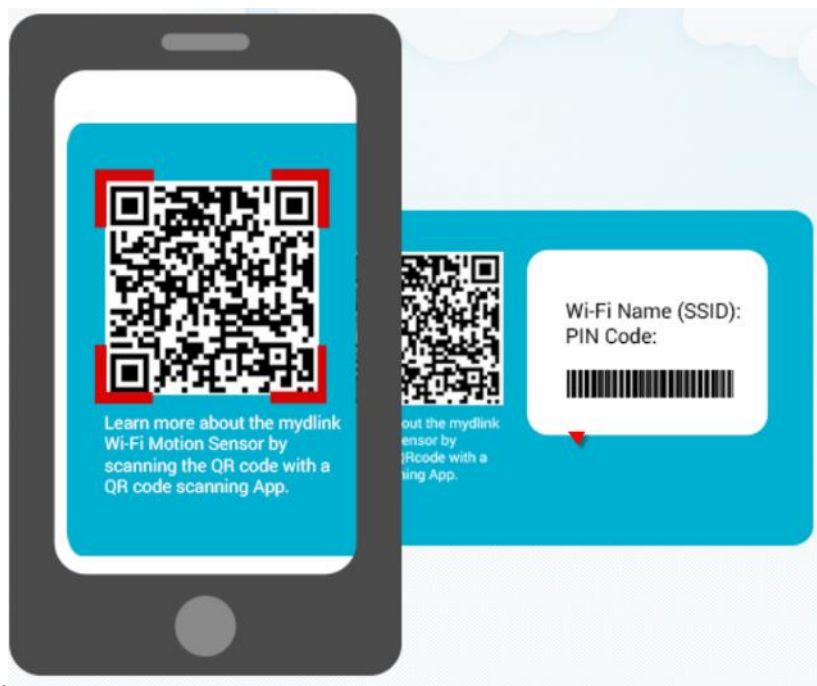 Learn more about the mydlink
Wi-Fi Motion Sensor by
scanning the QR code with a
QR code scanning App.
out the mydlink
ensor by
QRcode with a
ning App.
Wi-Fi Name (SSID):
PIN Code: